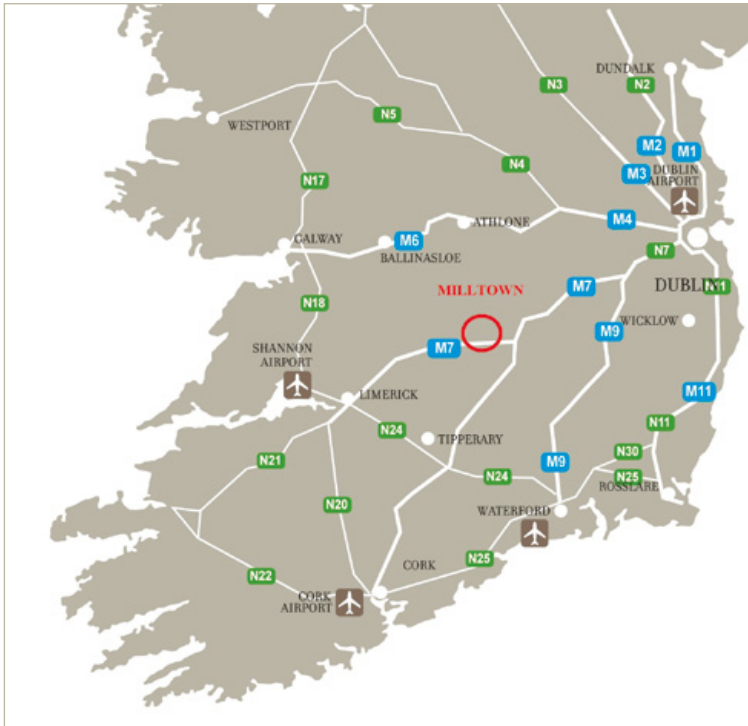 DUNDALK
N3
N2
N5
WESTPORT
M2
M1
N4
DUBLIN
AIRPORT
M3
N17
ATHLONE
M4
GALWAY
M6
BALLINASLOE
N7
MILLTOWN
M7
DUBLIN
N18
WICKLOW
M9
M7
SHANNON
AIRPORT
LIMERICK
M11
N24
TIPPERARY
N11
N30
N21
M9
N24
N25
ROSSLARE
N20
WATERFORD
N25
CORK
N22
CORK
AIRPORT